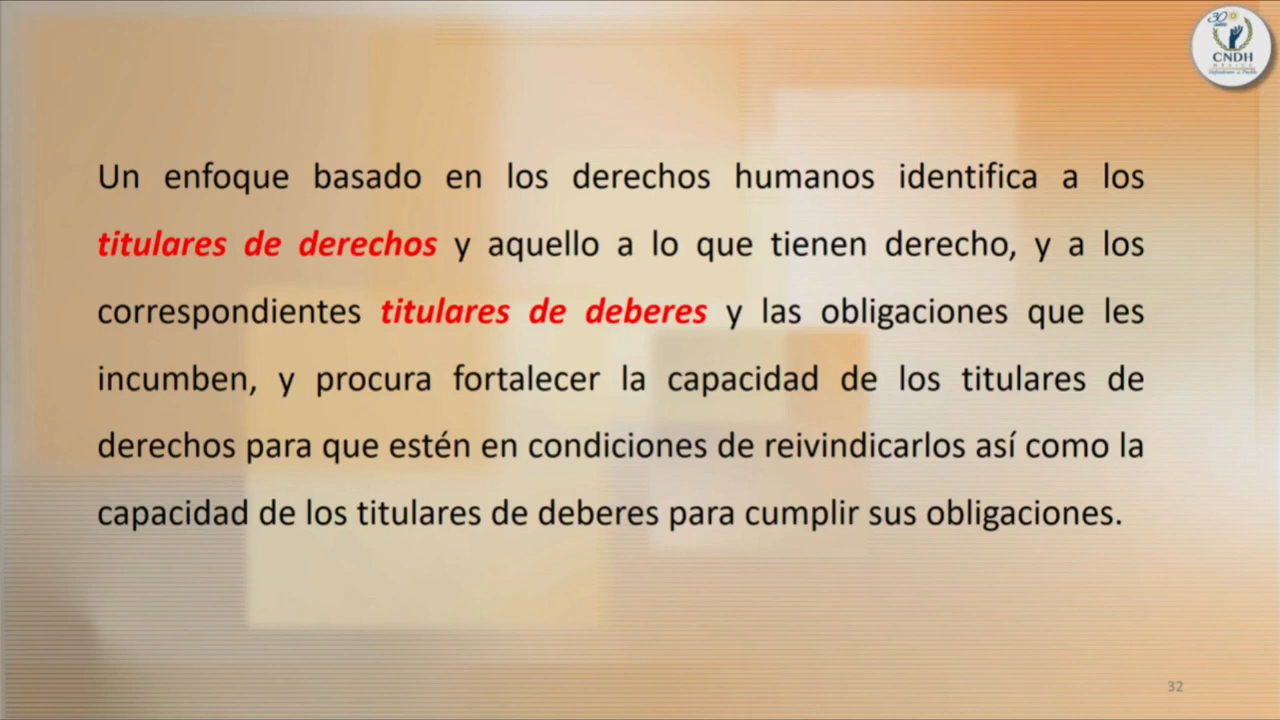 30
CNDH
MÉXICO
Un enfoque basado en los derechos humanos identifica a los
titulares de derechos y aquello a lo que tienen derecho, y a los
correspondientes titulares de deberes y las obligaciones que les
incumben, y procura fortalecer la capacidad de los titulares de
derechos para que estén en condiciones de reivindicarlos así como la
capacidad de los titulares de deberes para cumplir sus obligaciones.
32